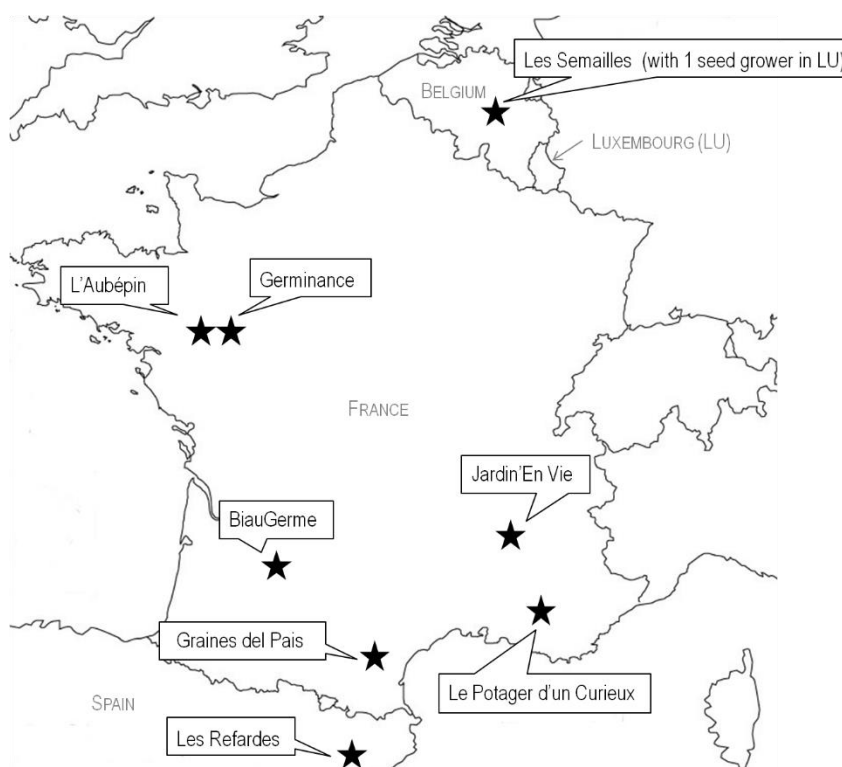 Les Semailles (with 1 seed grower in LU)
BELGIUM
LUXEMBOURG (LU)
L'Aubépin
Germinance
FRANCE
Jardin'En Vie
BiauGerme
Graines del Pais
Le Potager d'un Curieux
SPAIN
Les Refardes